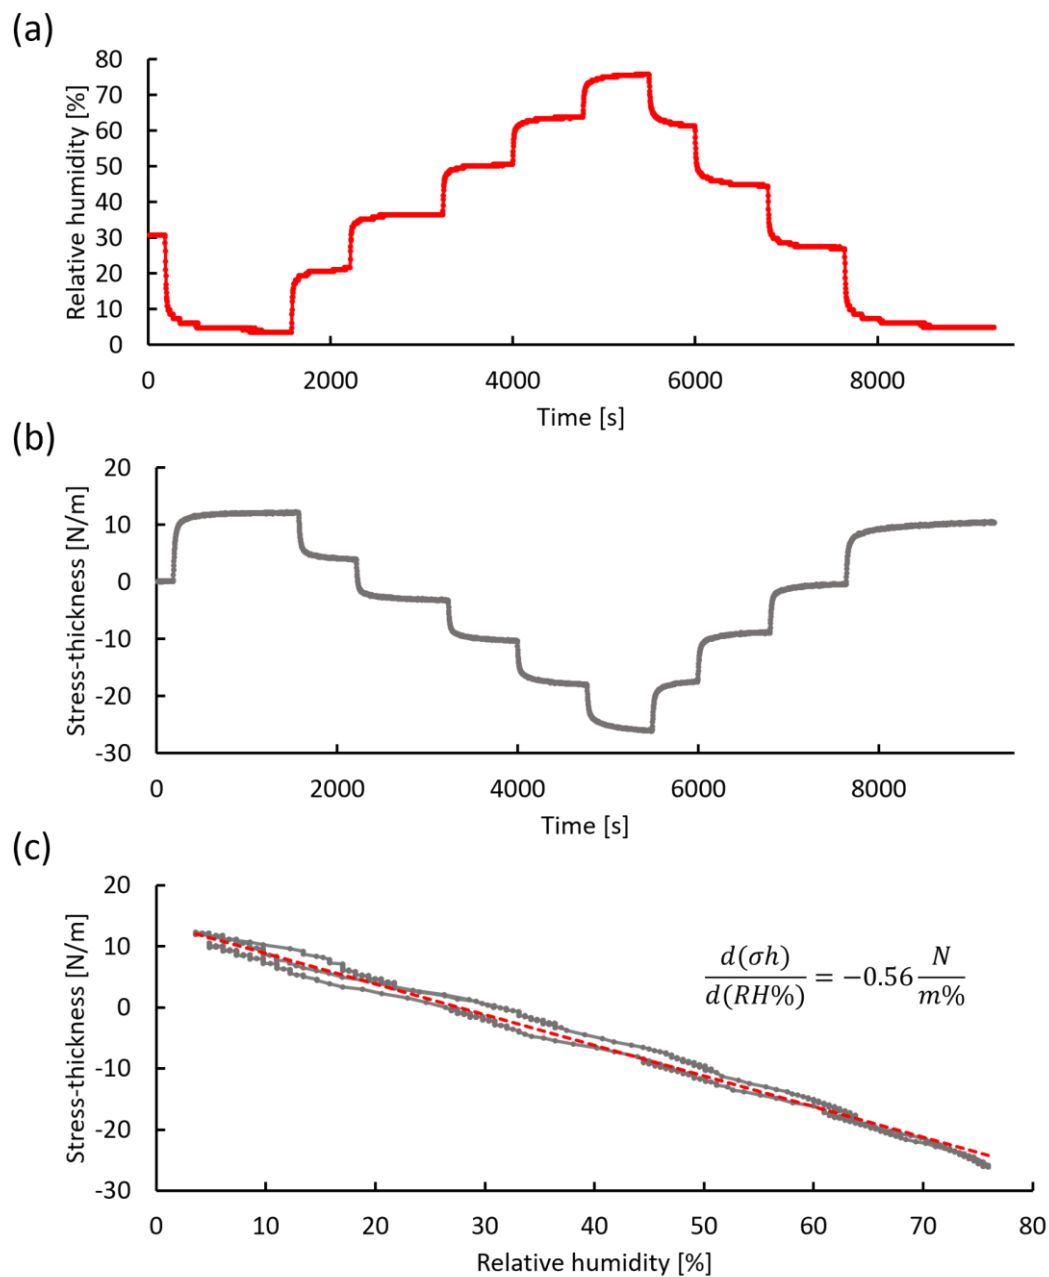 (a)
Relative humidity [%]
80
70
60
50
40
30
20
10
0
0 2000 4000 6000 8000
Time [s]
(b)
Stress-thickness [N/m]
20
10
0
-10
-20
-30
0 2000 4000 6000 8000
Time [s]
(c)
Stress-thickness [N/m]
20
10
0
-10
-20
-30
d(σh)/d(RH%) = −0.56 N/m%
0 10 20 30 40 50 60 70 80
Relative humidity [%]